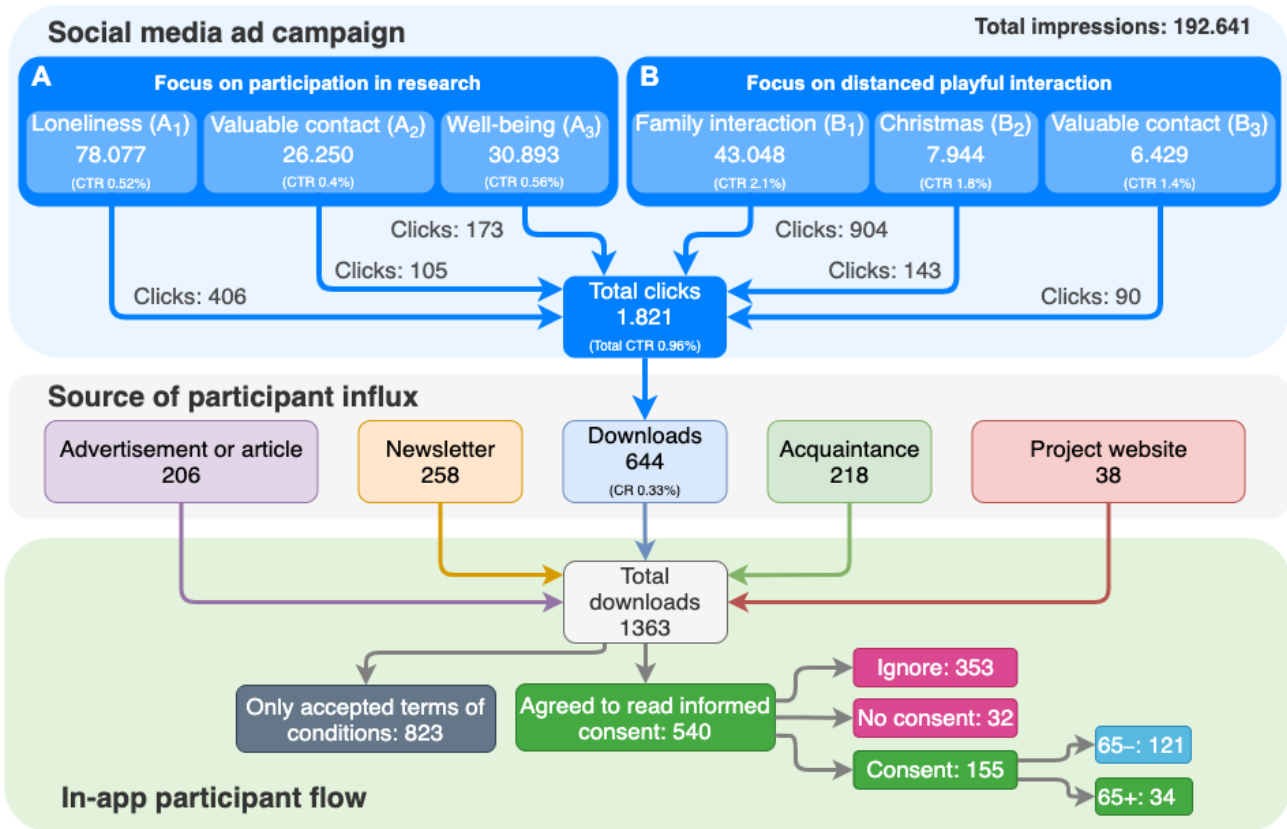 Social media ad campaign
Total impressions: 192.641
A
Focus on participation in research
Loneliness (A₁)
78.077
(CTR 0.52%)
Valuable contact (A₂)
26.250
(CTR 0.4%)
Well-being (A₃)
30.893
(CTR 0.56%)
B
Focus on distanced playful interaction
Family interaction (B₁)
43.048
(CTR 2.1%)
Christmas (B₂)
7.944
(CTR 1.8%)
Valuable contact (B₃)
6.429
(CTR 1.4%)
Clicks: 173
Clicks: 904
Clicks: 105
Clicks: 143
Clicks: 406
Clicks: 90
Total clicks
1.821
(Total CTR 0.96%)
Source of participant influx
Advertisement or article
206
Newsletter
258
Downloads
644
(CR 0.33%)
Acquaintance
218
Project website
38
Total
downloads
1363
Only accepted terms of
conditions: 823
Agreed to read informed
consent: 540
Ignore: 353
No consent: 32
Consent: 155
65–: 121
65+: 34
In-app participant flow